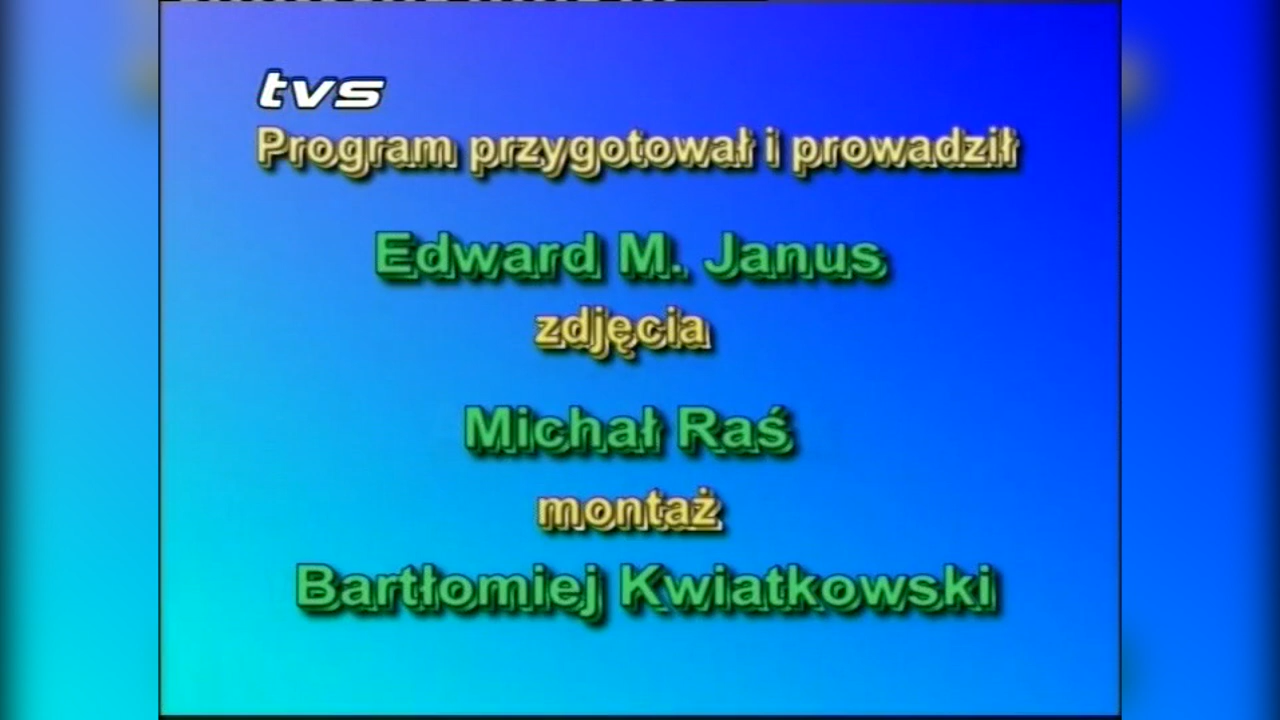 tvs
Program przygotował i prowadził
Edward M. Janus
zdjęcia
Michał Raś
montaż
Bartłomiej Kwiatkowski